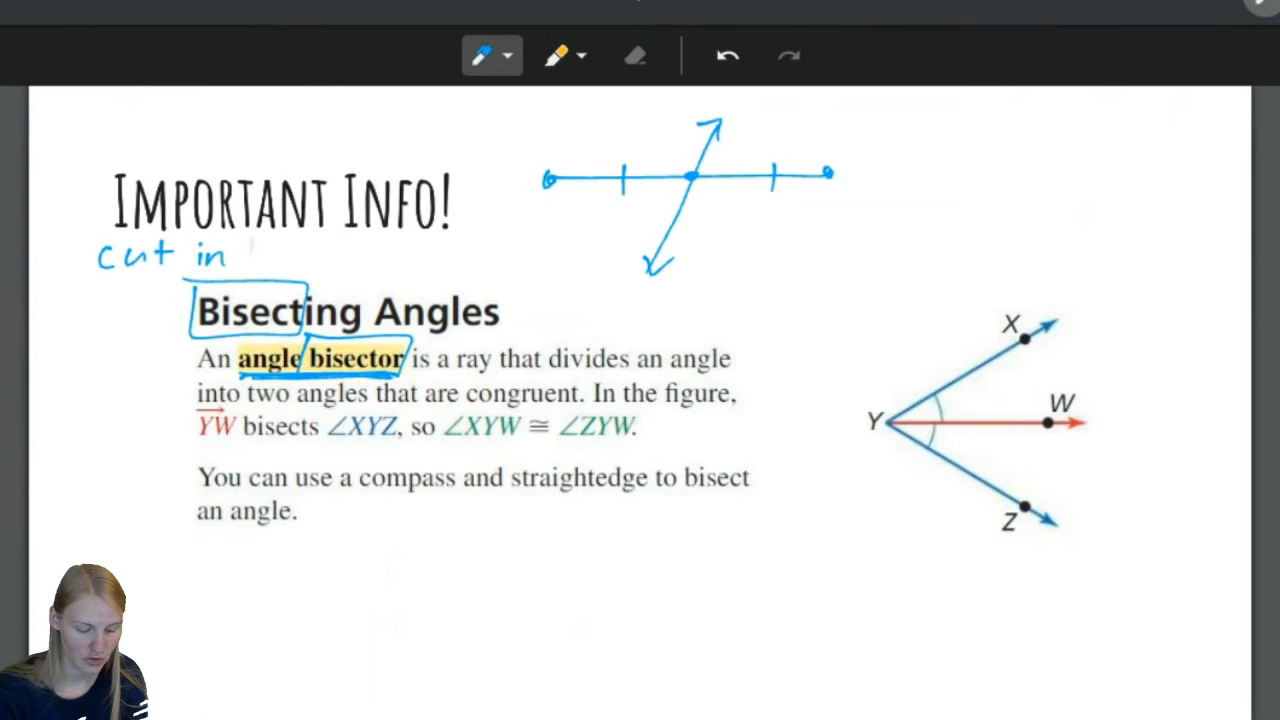 IMPORTANT INFO!
cut in
Bisecting Angles
An angle bisector is a ray that divides an angle
into two angles that are congruent. In the figure,
YW bisects ∠XYZ, so ∠XYW ≅ ∠ZYW.
You can use a compass and straightedge to bisect
an angle.
X
W
Y
Z